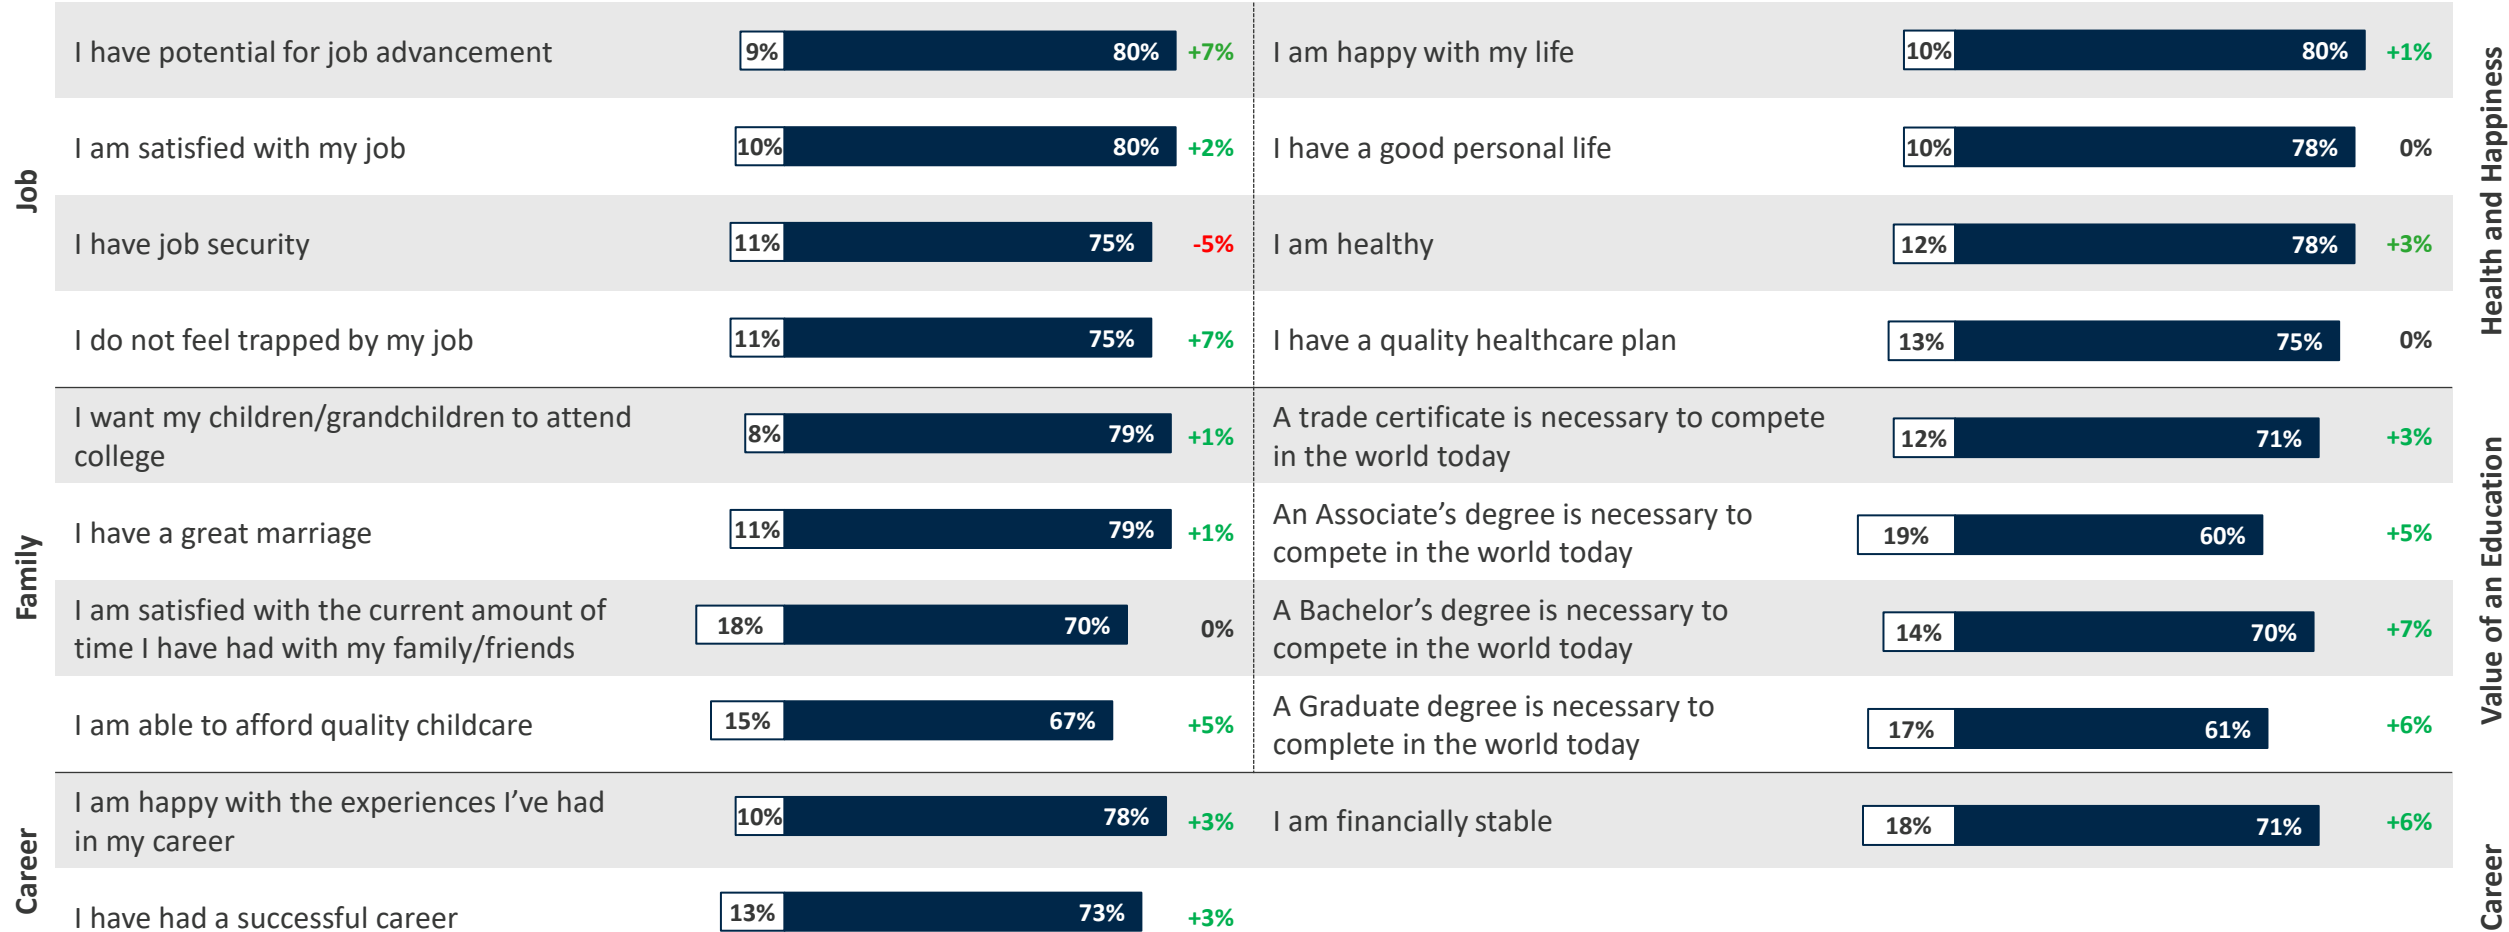 Job
I have potential for job advancement
9%
80%
+7%
I am satisfied with my job
10%
80%
+2%
I have job security
11%
75%
-5%
I do not feel trapped by my job
11%
75%
+7%
Family
I want my children/grandchildren to attend
college
8%
79%
+1%
I have a great marriage
11%
79%
+1%
I am satisfied with the current amount of
time I have had with my family/friends
18%
70%
0%
I am able to afford quality childcare
15%
67%
+5%
Career
I am happy with the experiences I’ve had
in my career
10%
78%
+3%
I have had a successful career
13%
73%
+3%
Health and Happiness
I am happy with my life
10%
80%
+1%
I have a good personal life
10%
78%
0%
I am healthy
12%
78%
+3%
I have a quality healthcare plan
13%
75%
0%
Value of an Education
A trade certificate is necessary to compete
in the world today
12%
71%
+3%
An Associate’s degree is necessary to
compete in the world today
19%
60%
+5%
A Bachelor’s degree is necessary to
compete in the world today
14%
70%
+7%
A Graduate degree is necessary to
complete in the world today
17%
61%
+6%
Career
I am financially stable
18%
71%
+6%